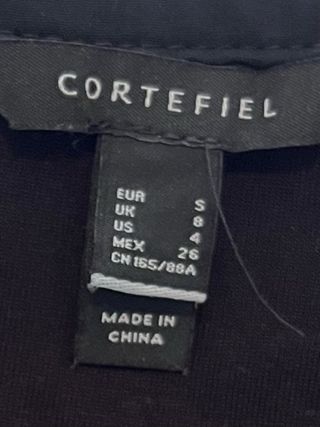 CORTEFIEL
EUR S
UK 8
US 4
MEX 26
CN 155/88A
MADE IN
CHINA